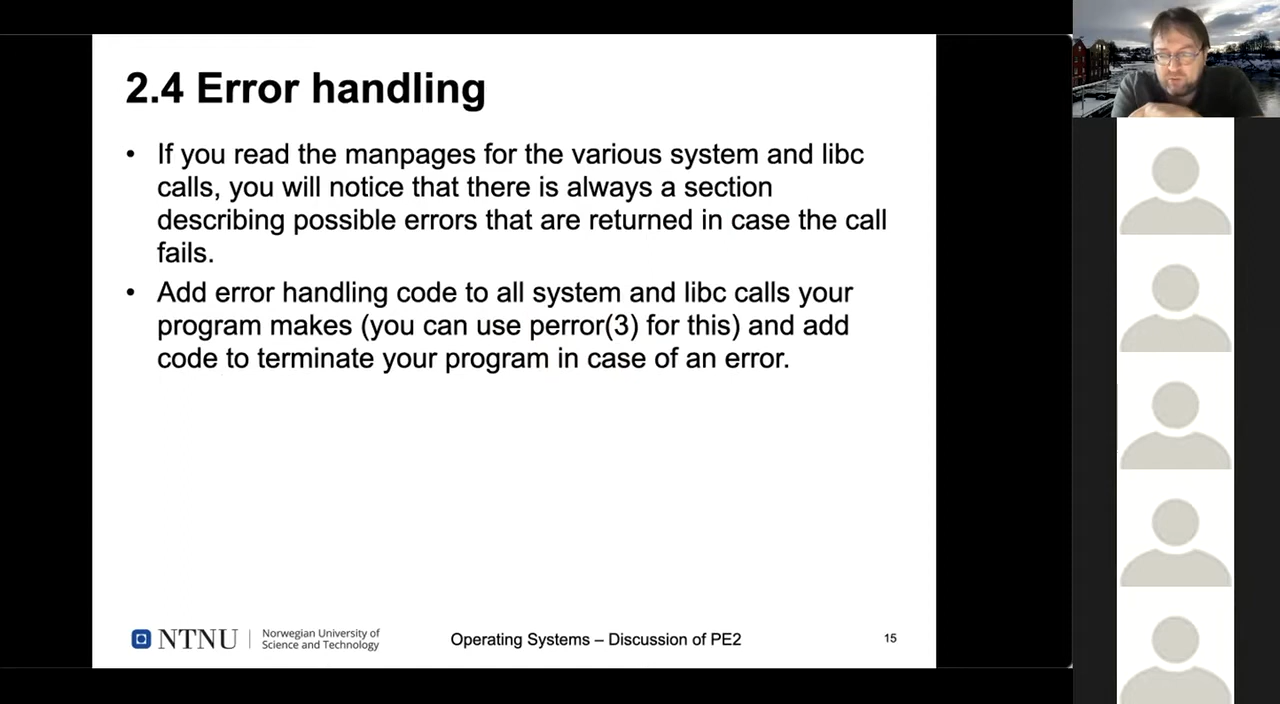 2.4 Error handling
• If you read the manpages for the various system and libc
calls, you will notice that there is always a section
describing possible errors that are returned in case the call
fails.
• Add error handling code to all system and libc calls your
program makes (you can use perror(3) for this) and add
code to terminate your program in case of an error.
NTNU
Norwegian University of
Science and Technology
Operating Systems – Discussion of PE2
15